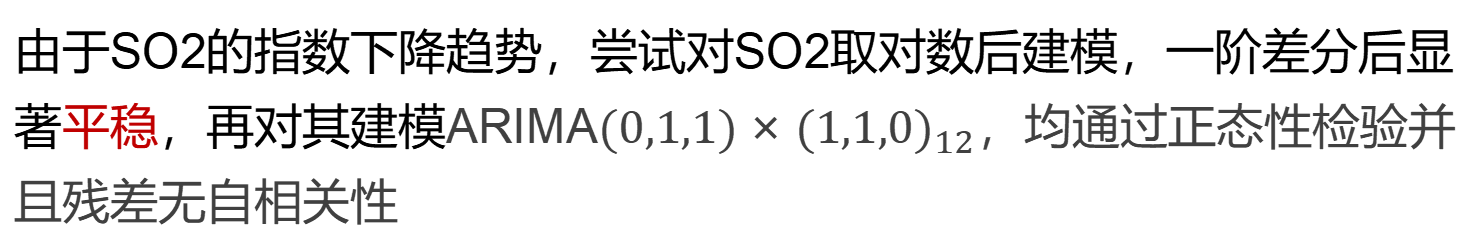 由于SO2的指数下降趋势，尝试对SO2取对数后建模，一阶差分后显
著平稳，再对其建模ARIMA(0,1,1) × (1,1,0)₁₂，均通过正态性检验并
且残差无自相关性